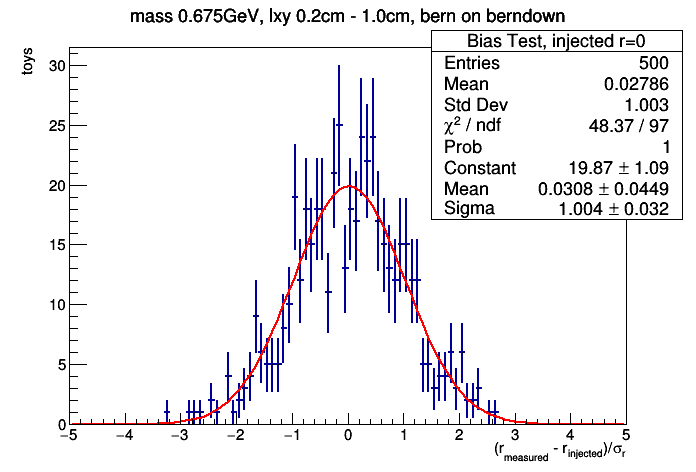 mass 0.675GeV, lxy 0.2cm - 1.0cm, bern on berndown
Bias Test, injected r=0
Entries 500
Mean 0.02786
Std Dev 1.003
χ² / ndf 48.37 / 97
Prob 1
Constant 19.87 ± 1.09
Mean 0.0308 ± 0.0449
Sigma 1.004 ± 0.032
toys
30
25
20
15
10
5
0
−5 −4 −3 −2 −1 0 1 2 3 4 5
(r_measured - r_injected)/σ_r